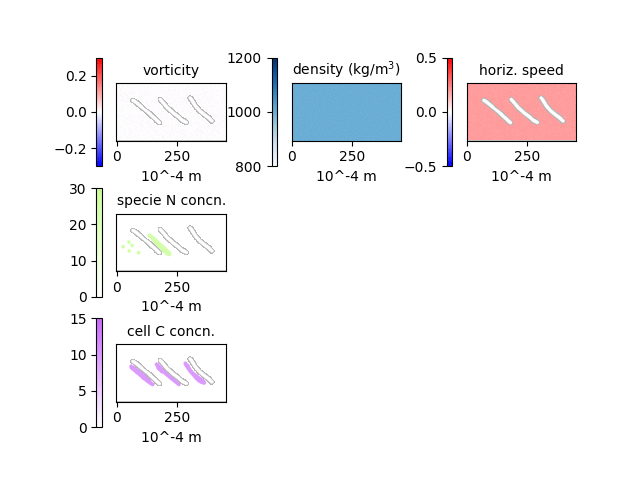 vorticity
0.2
0.0
−0.2
0
250
10^-4 m
density (kg/m³)
1200
1000
800
0
250
10^-4 m
horiz. speed
0.5
0.0
−0.5
0
250
10^-4 m
specie N concn.
30
20
10
0
0
250
10^-4 m
cell C concn.
15
10
5
0
0
250
10^-4 m